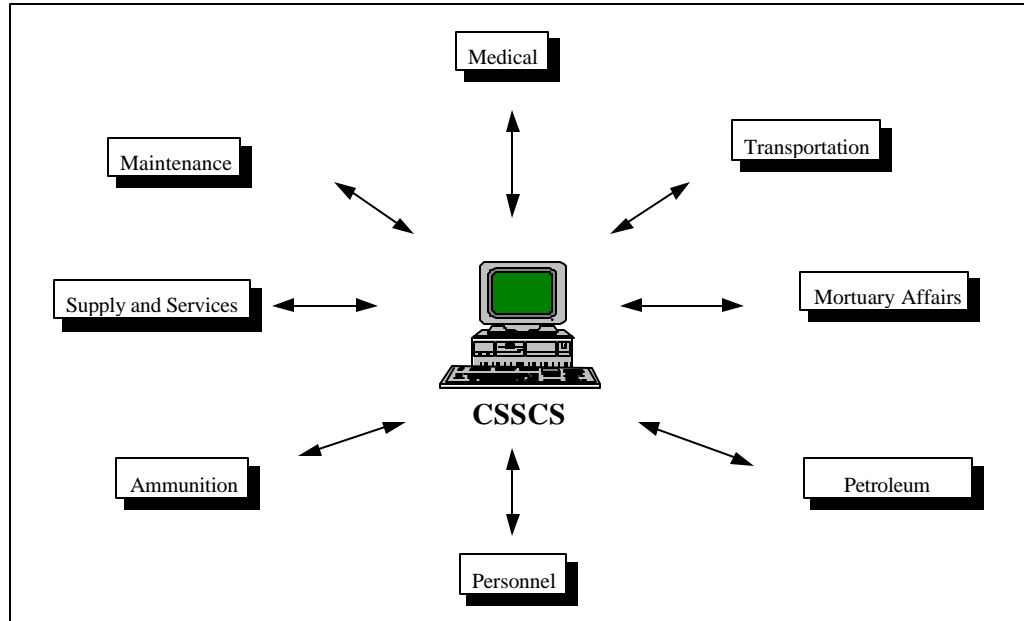 Medical
Maintenance
Transportation
Supply and Services
Mortuary Affairs
CSSCS
Ammunition
Petroleum
Personnel